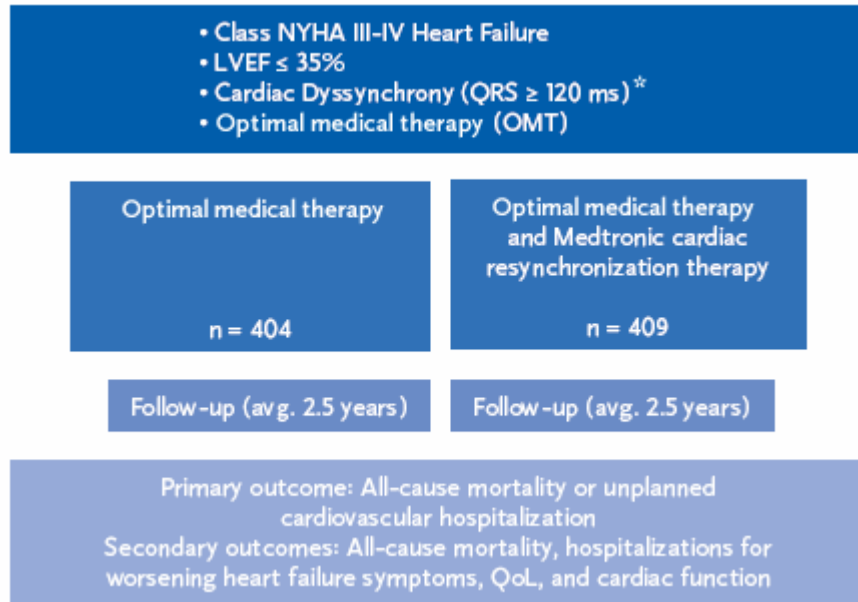 • Class NYHA III-IV Heart Failure
• LVEF ≤ 35%
• Cardiac Dyssynchrony (QRS ≥ 120 ms)*
• Optimal medical therapy (OMT)
Optimal medical therapy
n = 404
Optimal medical therapy
and Medtronic cardiac
resynchronization therapy
n = 409
Follow-up (avg. 2.5 years)
Follow-up (avg. 2.5 years)
Primary outcome: All-cause mortality or unplanned
cardiovascular hospitalization
Secondary outcomes: All-cause mortality, hospitalizations for
worsening heart failure symptoms, QoL, and cardiac function